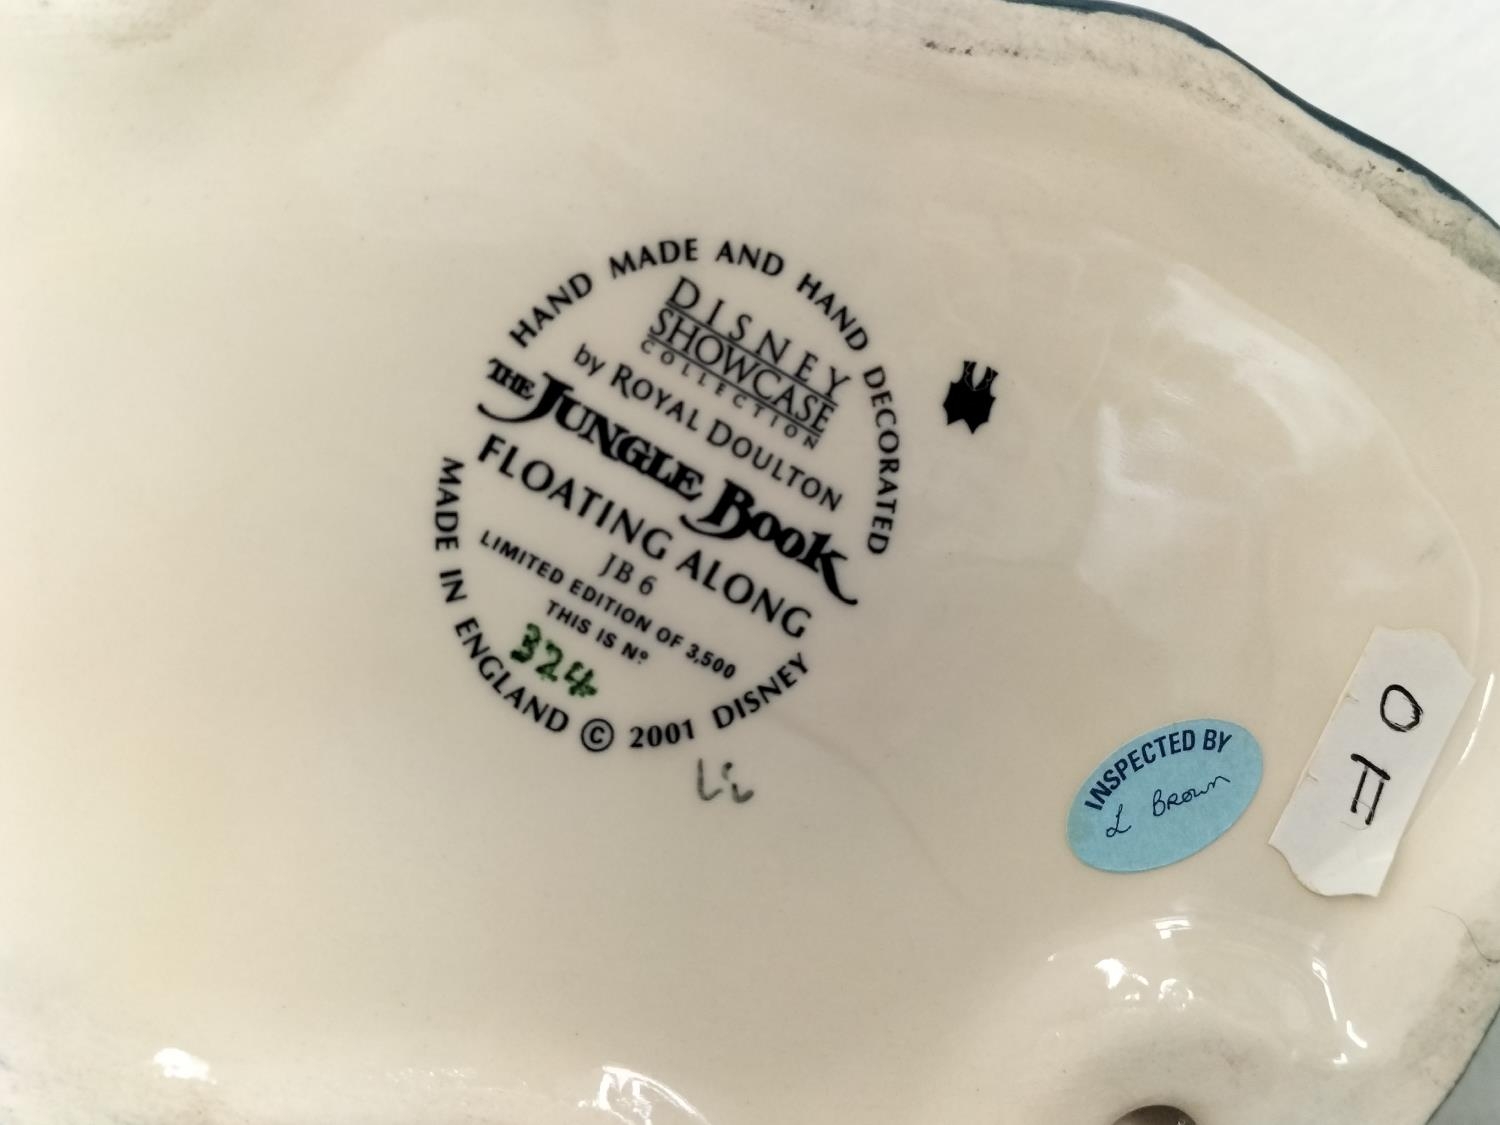 HAND MADE AND HAND DECORATED
DISNEY
SHOWCASE
COLLECTION
by ROYAL DOULTON
THE JUNGLE BOOK
FLOATING ALONG
JB 6
LIMITED EDITION OF 3,500
THIS IS Nº
324
MADE IN ENGLAND © 2001 DISNEY
INSPECTED BY
L Brown